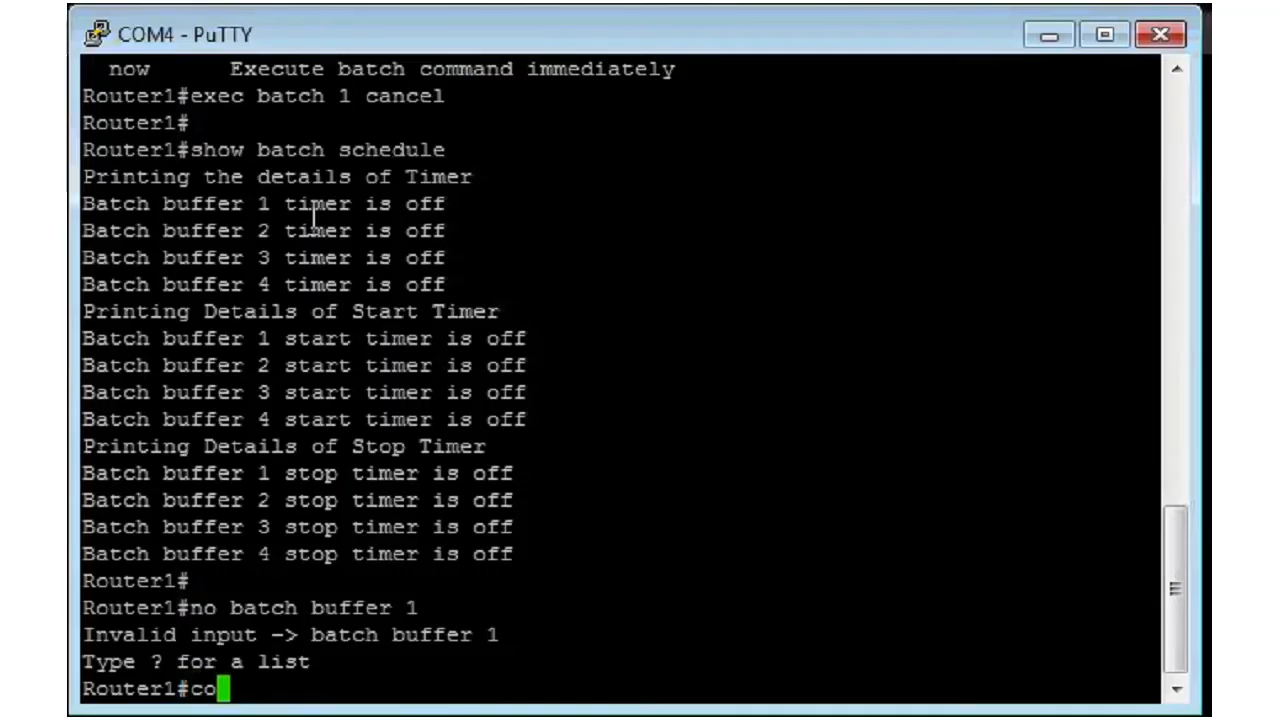 COM4 - PuTTY
now Execute batch command immediately
Router1#exec batch 1 cancel
Router1#
Router1#show batch schedule
Printing the details of Timer
Batch buffer 1 timer is off
Batch buffer 2 timer is off
Batch buffer 3 timer is off
Batch buffer 4 timer is off
Printing Details of Start Timer
Batch buffer 1 start timer is off
Batch buffer 2 start timer is off
Batch buffer 3 start timer is off
Batch buffer 4 start timer is off
Printing Details of Stop Timer
Batch buffer 1 stop timer is off
Batch buffer 2 stop timer is off
Batch buffer 3 stop timer is off
Batch buffer 4 stop timer is off
Router1#
Router1#no batch buffer 1
Invalid input -> batch buffer 1
Type ? for a list
Router1#co